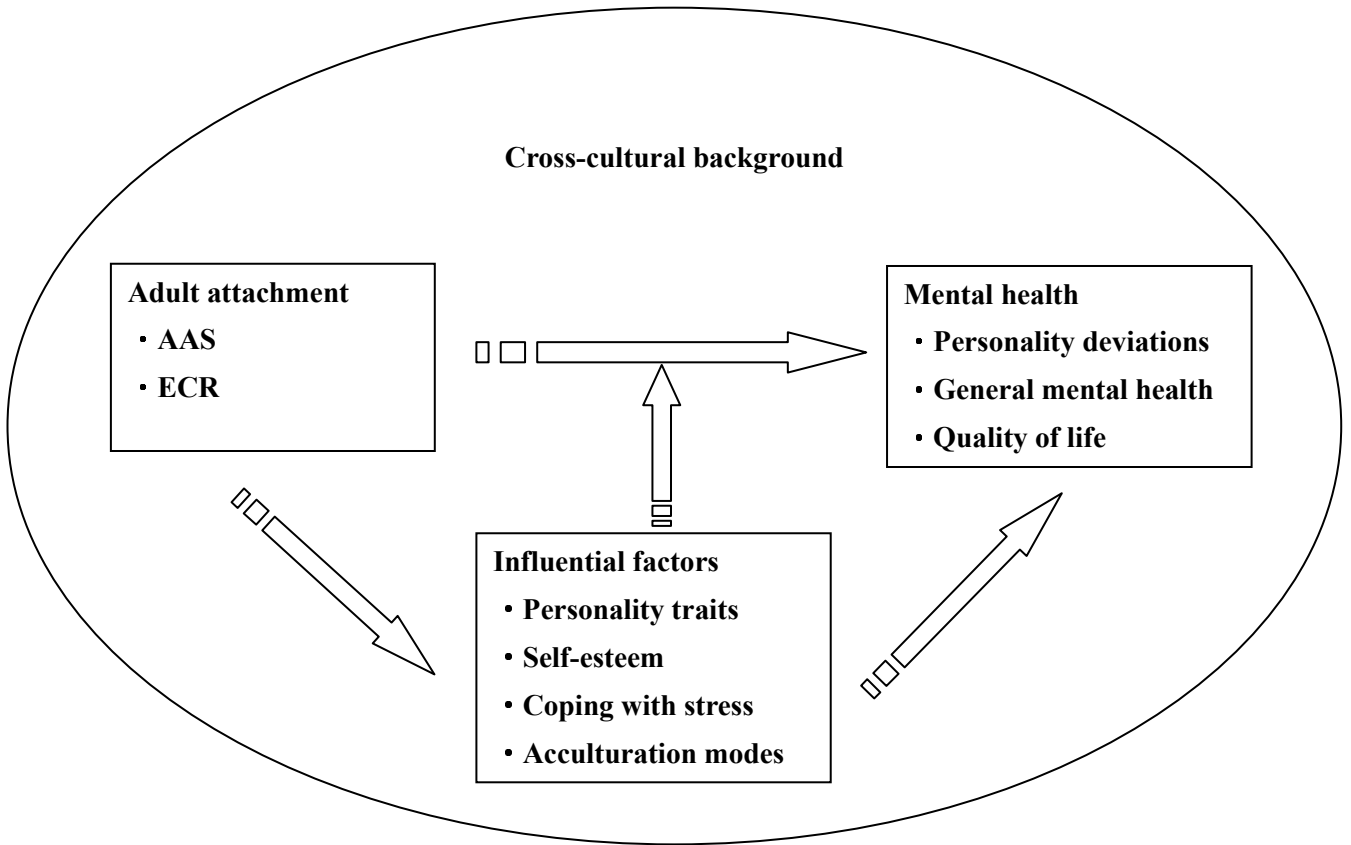 Cross-cultural background
Adult attachment
・AAS
・ECR
Mental health
・Personality deviations
・General mental health
・Quality of life
Influential factors
・Personality traits
・Self-esteem
・Coping with stress
・Acculturation modes